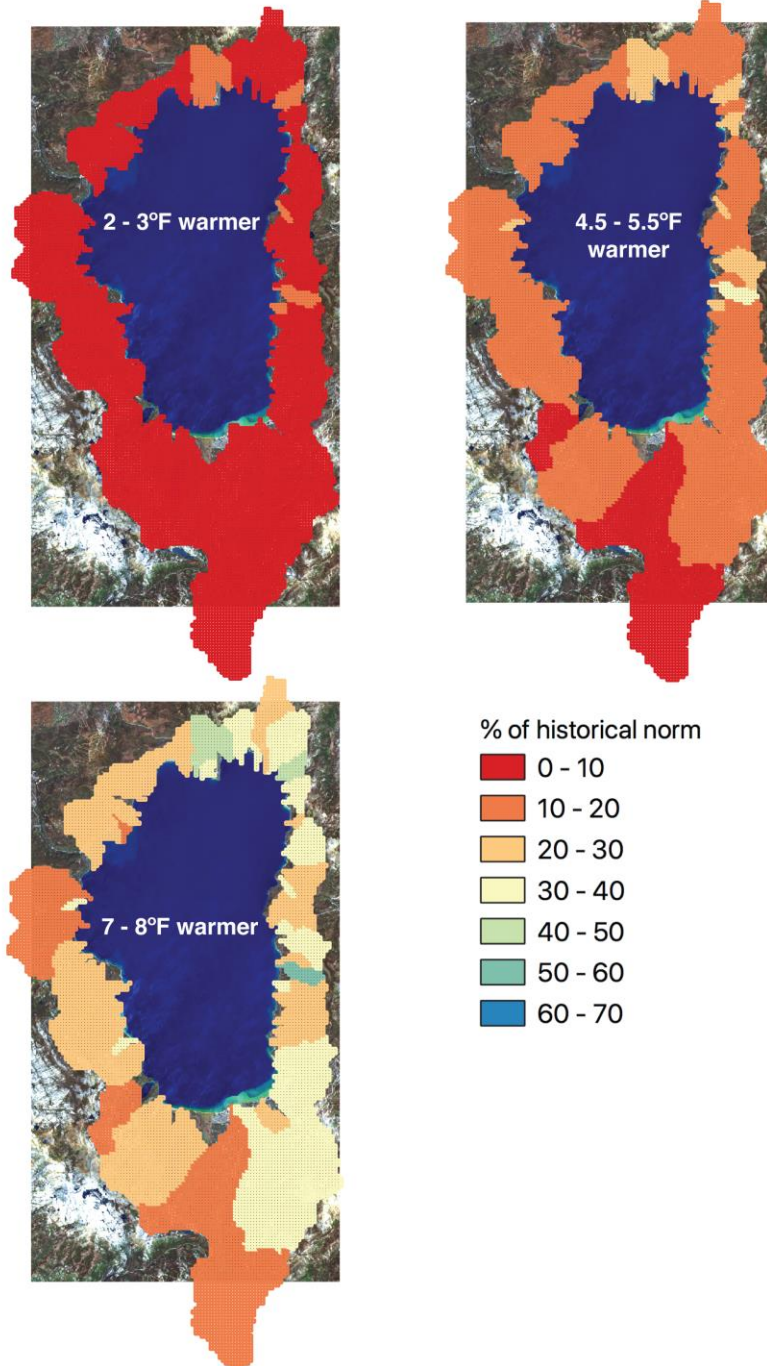 2 - 3°F warmer
4.5 - 5.5°F
warmer
7 - 8°F warmer
% of historical norm
0 - 10
10 - 20
20 - 30
30 - 40
40 - 50
50 - 60
60 - 70